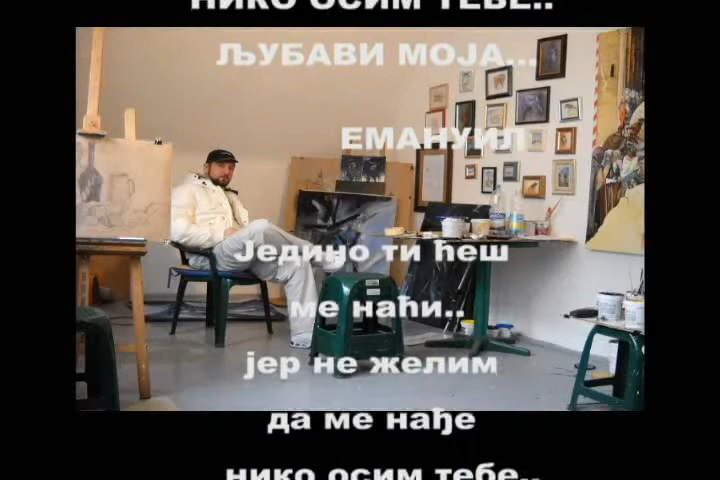 НИКО ОСИМ ТЕБЕ..
ЉУБАВИ МОЈА...
ЕМАНУИЛ
Једино ти ћеш
ме наћи..
јер не желим
да ме нађе
нико осим тебе..